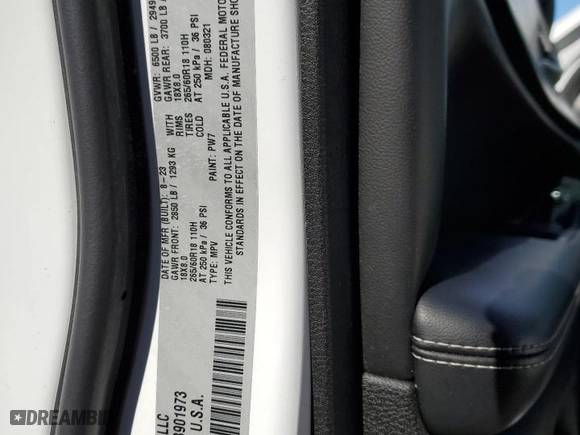 GVWR: 6500 LB / 2949
DATE OF MFR (BUILT): 8-23 GAWR REAR: 3700 LB /
GAWR FRONT: 2850 LB / 1293 KG WITH 18X8.0
18X8.0 RIMS 265/60R18 110H
265/60R18 110H TIRES AT 250 kPa / 36 PSI
AT 250 kPa / 36 PSI COLD
TYPE: MPV PAINT: PW7 MDH: 080321
THIS VEHICLE CONFORMS TO ALL APPLICABLE U.S.A. FEDERAL MOTOR
STANDARDS IN EFFECT ON THE DATE OF MANUFACTURE SHO
LLC
901973
U.S.A.
© DREAMBID